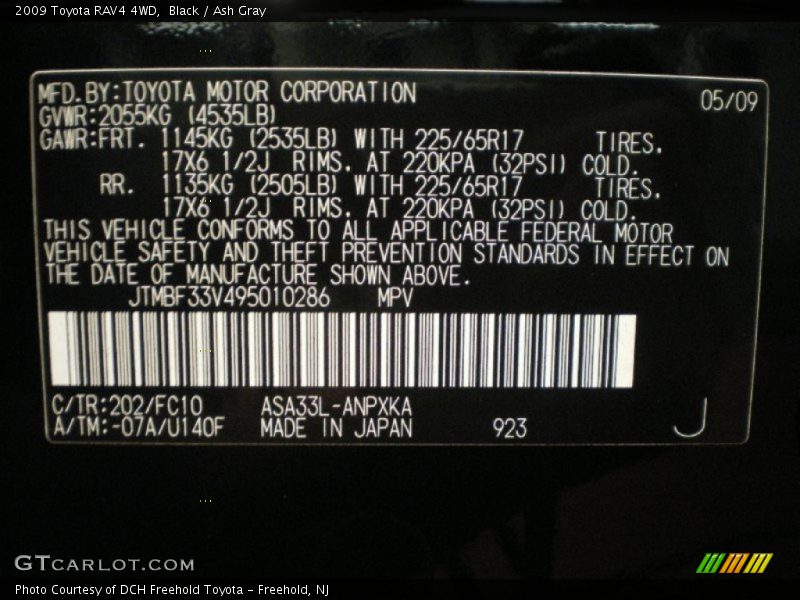 2009 Toyota RAV4 4WD, Black / Ash Gray
MFD.BY:TOYOTA MOTOR CORPORATION 05/09
GVWR:2055KG (4535LB)
GAWR:FRT. 1145KG (2535LB) WITH 225/65R17 TIRES.
17X6 1/2J RIMS. AT 220KPA (32PSI) COLD.
RR. 1135KG (2505LB) WITH 225/65R17 TIRES.
17X6 1/2J RIMS. AT 220KPA (32PSI) COLD.
THIS VEHICLE CONFORMS TO ALL APPLICABLE FEDERAL MOTOR
VEHICLE SAFETY AND THEFT PREVENTION STANDARDS IN EFFECT ON
THE DATE OF MANUFACTURE SHOWN ABOVE.
JTMBF33V495010286 MPV
C/TR:202/FC10 ASA33L-ANPXKA
A/TM:-07A/U140F MADE IN JAPAN 923 J
GTCARLOT.COM
Photo Courtesy of DCH Freehold Toyota - Freehold, NJ